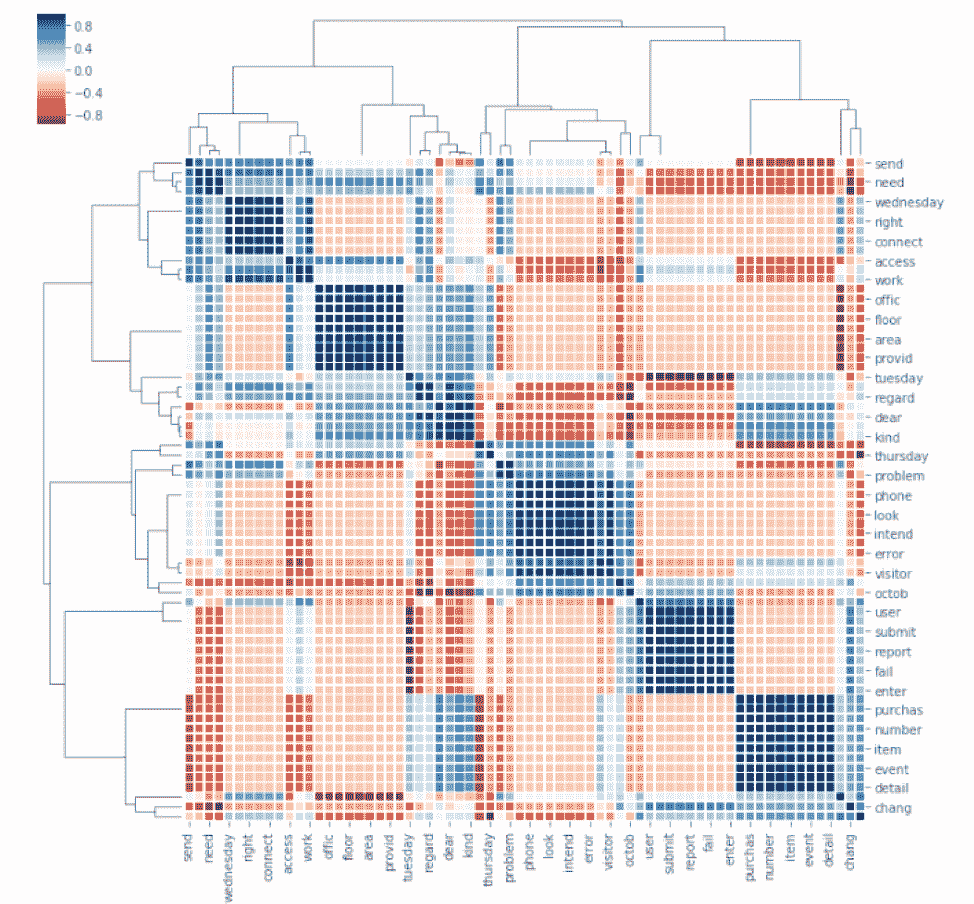 0.8
0.4
0.0
−0.4
−0.8
send
need
wednesday
right
connect
access
work
offic
floor
area
provid
tuesday
regard
dear
kind
thursday
problem
phone
look
intend
error
visitor
octob
user
submit
report
fail
enter
purchas
number
item
event
detail
chang
send
need
wednesday
right
connect
access
work
offic
floor
area
provid
tuesday
regard
dear
kind
thursday
problem
phone
look
intend
error
visitor
octob
user
submit
report
fail
enter
purchas
number
item
event
detail
chang